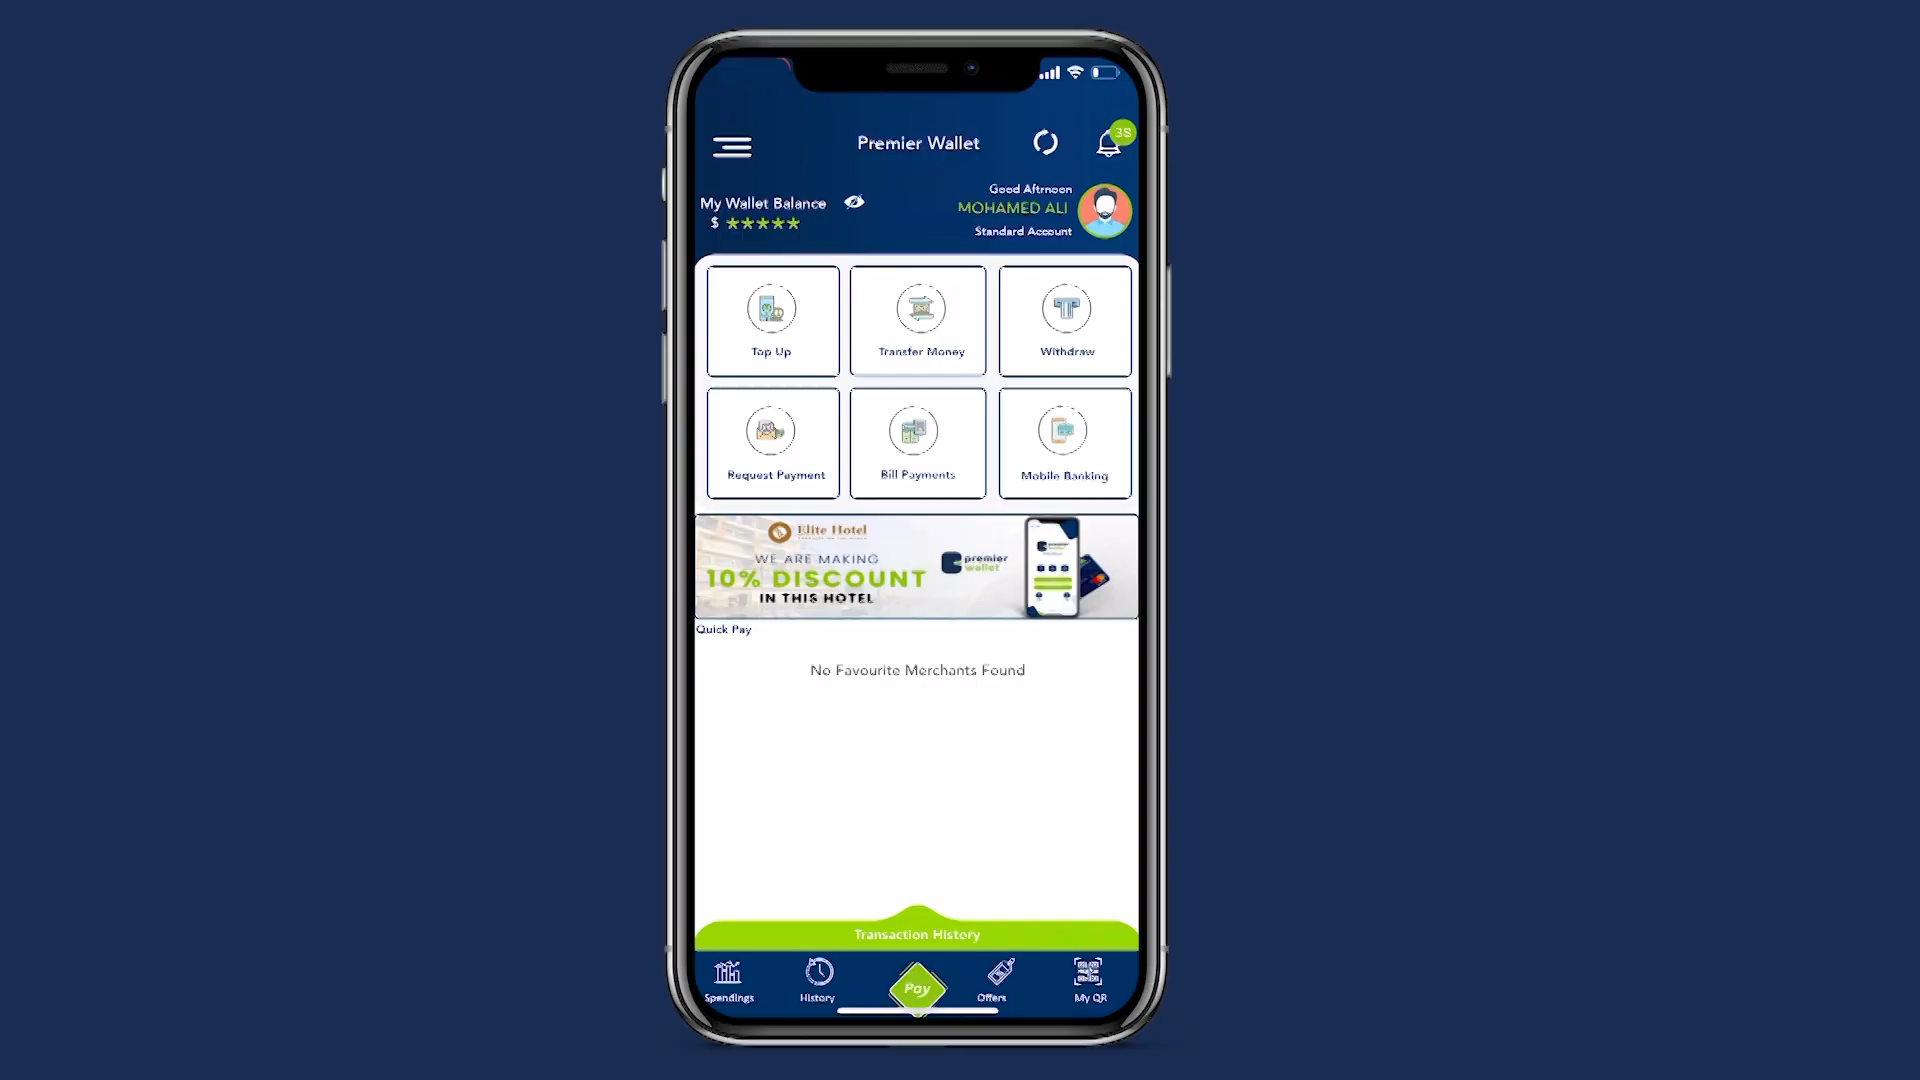 Premier Wallet
38
Good Aftrnoon
MOHAMED ALI
Standard Account
My Wallet Balance
$ ★★★★★
Top Up
Transfer Money
Withdraw
Request Payment
Bill Payments
Mobile Banking
Elite Hotel
WE ARE MAKING
10% DISCOUNT
IN THIS HOTEL
premier
wallet
Quick Pay
No Favourite Merchants Found
Transaction History
Spendings
History
Pay
Offers
My QR